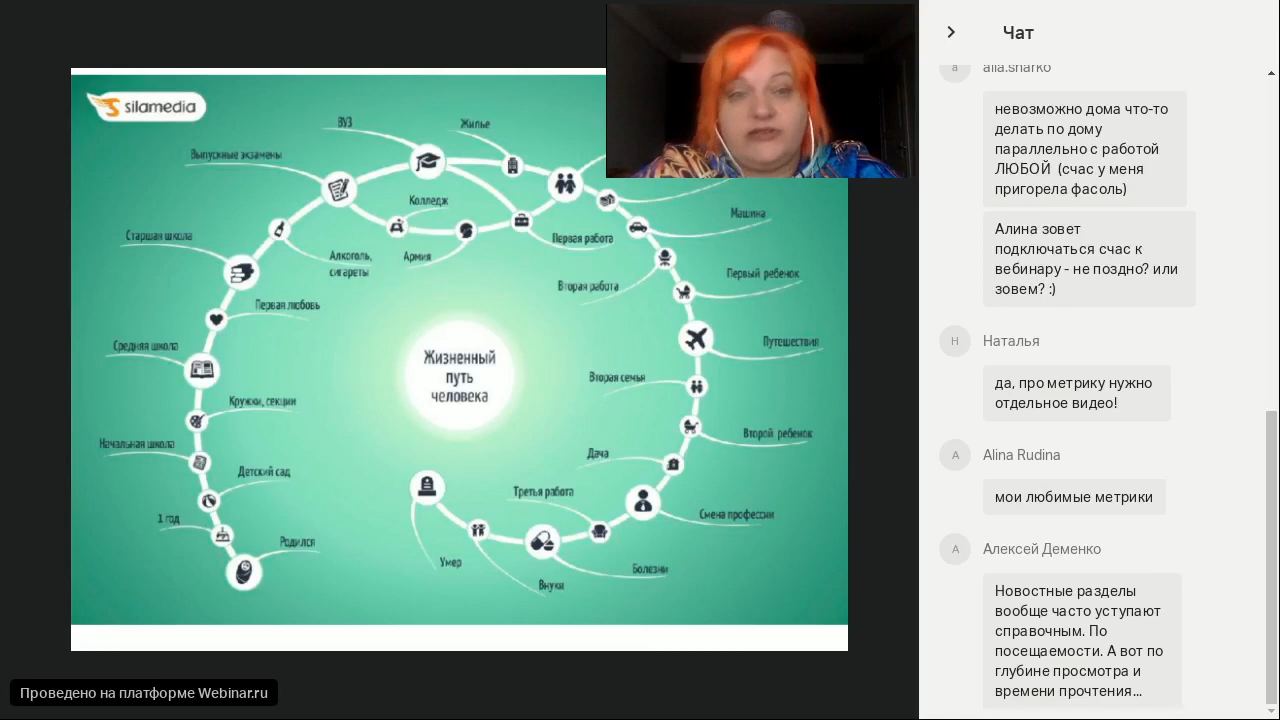 silamedia
ВУЗ
Жилье
Выпускные экзамены
Колледж
Машина
Старшая школа
Алкоголь,
сигареты
Армия
Первая работа
Вторая работа
Первый ребенок
Первая любовь
Средняя школа
Жизненный
путь
человека
Путешествия
Вторая семья
Кружки, секции
Начальная школа
Второй ребенок
Дача
Детский сад
Третья работа
1 год
Смена профессии
Родился
Умер
Внуки
Болезни
Проведено на платформе Webinar.ru
Чат
a
alla.sharko
невозможно дома что-то
делать по дому
параллельно с работой
ЛЮБОЙ (счас у меня
пригорела фасоль)
Алина зовет
подключаться счас к
вебинару - не поздно? или
зовем? :)
Н
Наталья
да, про метрику нужно
отдельное видео!
A
Alina Rudina
мои любимые метрики
А
Алексей Деменко
Новостные разделы
вообще часто уступают
справочным. По
посещаемости. А вот по
глубине просмотра и
времени прочтения...